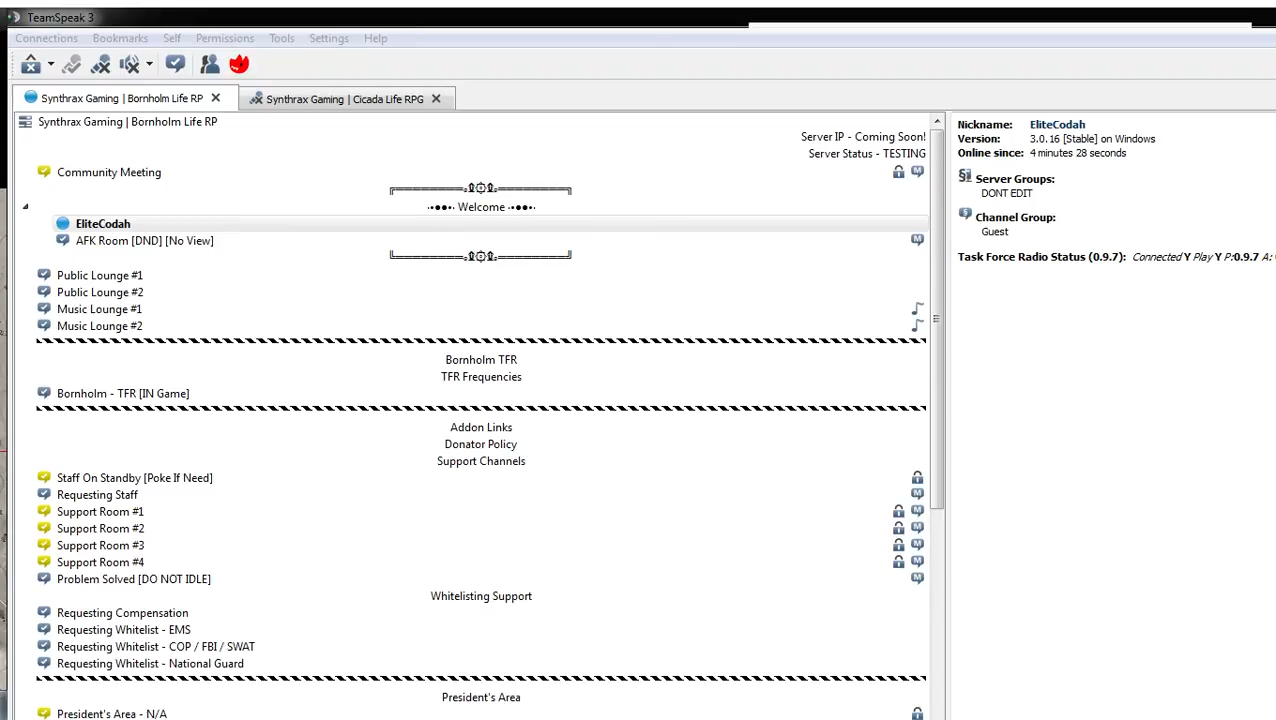 TeamSpeak 3
Connections Bookmarks Self Permissions Tools Settings Help
Synthrax Gaming | Bornholm Life RP
Synthrax Gaming | Cicada Life RPG
Synthrax Gaming | Bornholm Life RP
Server IP - Coming Soon!
Server Status - TESTING
Community Meeting
Welcome
EliteCodah
AFK Room [DND] [No View]
Public Lounge #1
Public Lounge #2
Music Lounge #1
Music Lounge #2
Bornholm TFR
TFR Frequencies
Bornholm - TFR [IN Game]
Addon Links
Donator Policy
Support Channels
Staff On Standby [Poke If Need]
Requesting Staff
Support Room #1
Support Room #2
Support Room #3
Support Room #4
Problem Solved [DO NOT IDLE]
Whitelisting Support
Requesting Compensation
Requesting Whitelist - EMS
Requesting Whitelist - COP / FBI / SWAT
Requesting Whitelist - National Guard
President's Area
President's Area - N/A
Nickname: EliteCodah
Version: 3.0.16 [Stable] on Windows
Online since: 4 minutes 28 seconds
Server Groups:
DONT EDIT
Channel Group:
Guest
Task Force Radio Status (0.9.7): Connected Y Play Y P:0.9.7 A: